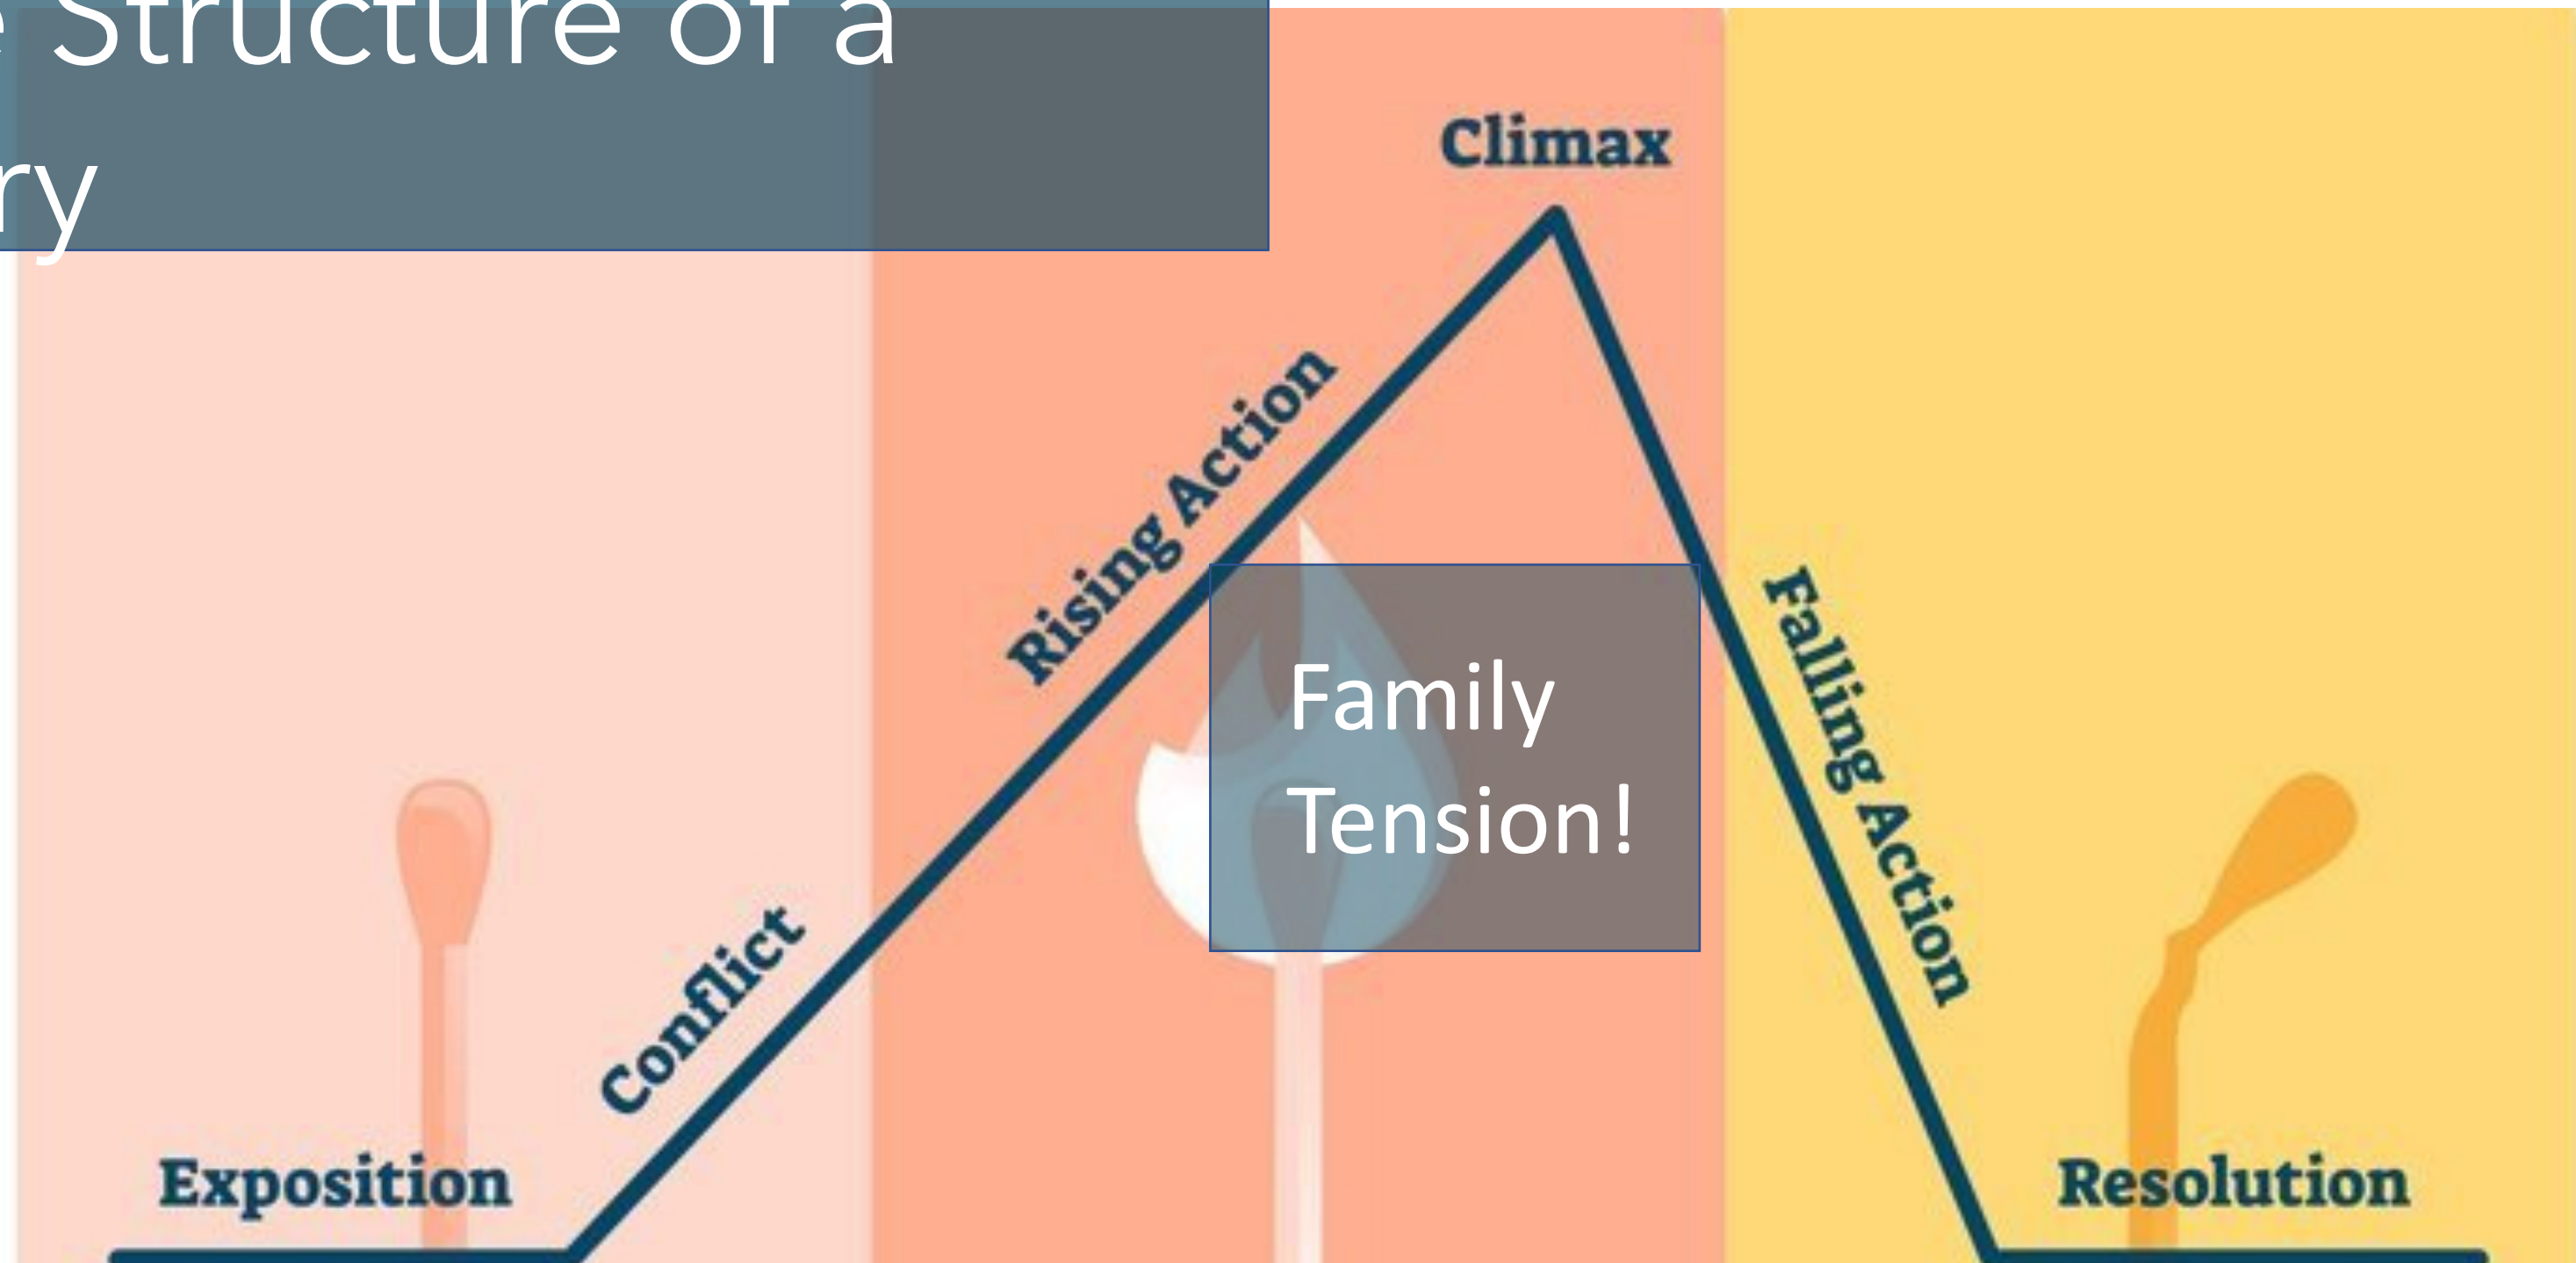 e Structure of a
ry
Climax
Rising Action
Family
Tension!
Falling Action
Conflict
Exposition
Resolution